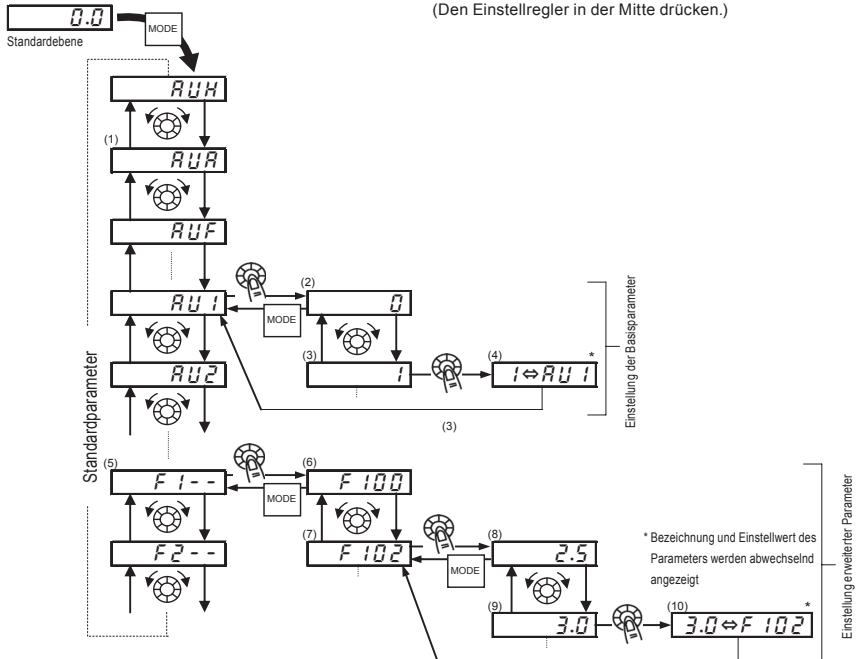 (Den Einstellregler in der Mitte drücken.)
0.0
MODE
Standardebene
AUH
(1)
AUA
AUF
(2)
AU1
0
MODE
(3)
(4)
*
AU2
1
1⇔AU1
(3)
Einstellung der Basisparameter
Standardparameter
(5)
(6)
F1--
F100
MODE
(7)
(8)
F2--
F102
2.5
MODE
* Bezeichnung und Einstellwert des
Parameters werden abwechselnd
angezeigt
(9)
(10)
*
3.0
3.0⇔F102
Einstellung erweiterter Parameter